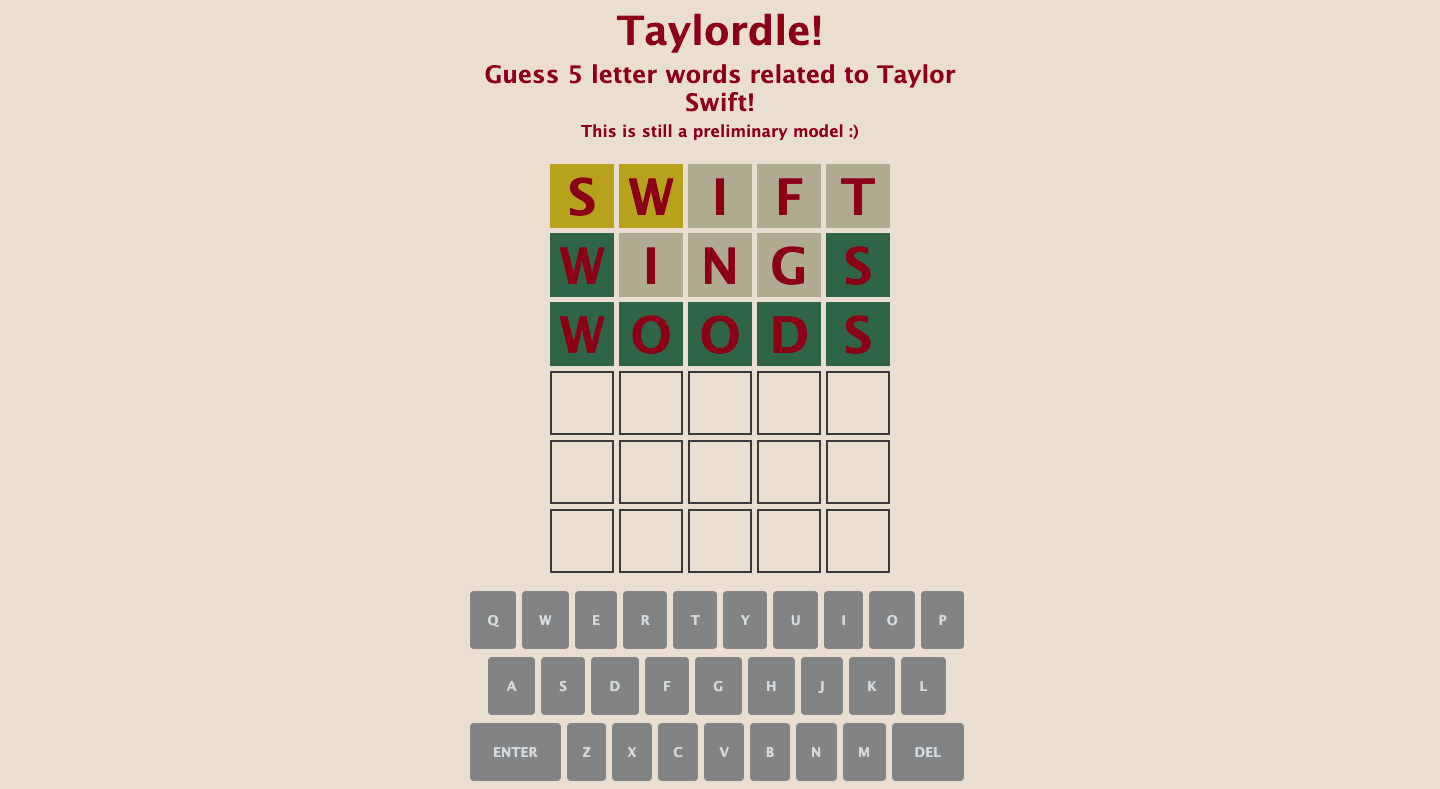 Taylordle!
Guess 5 letter words related to Taylor
Swift!
This is still a preliminary model :)
S W I F T
W I N G S
W O O D S
Q W E R T Y U I O P
A S D F G H J K L
ENTER Z X C V B N M DEL